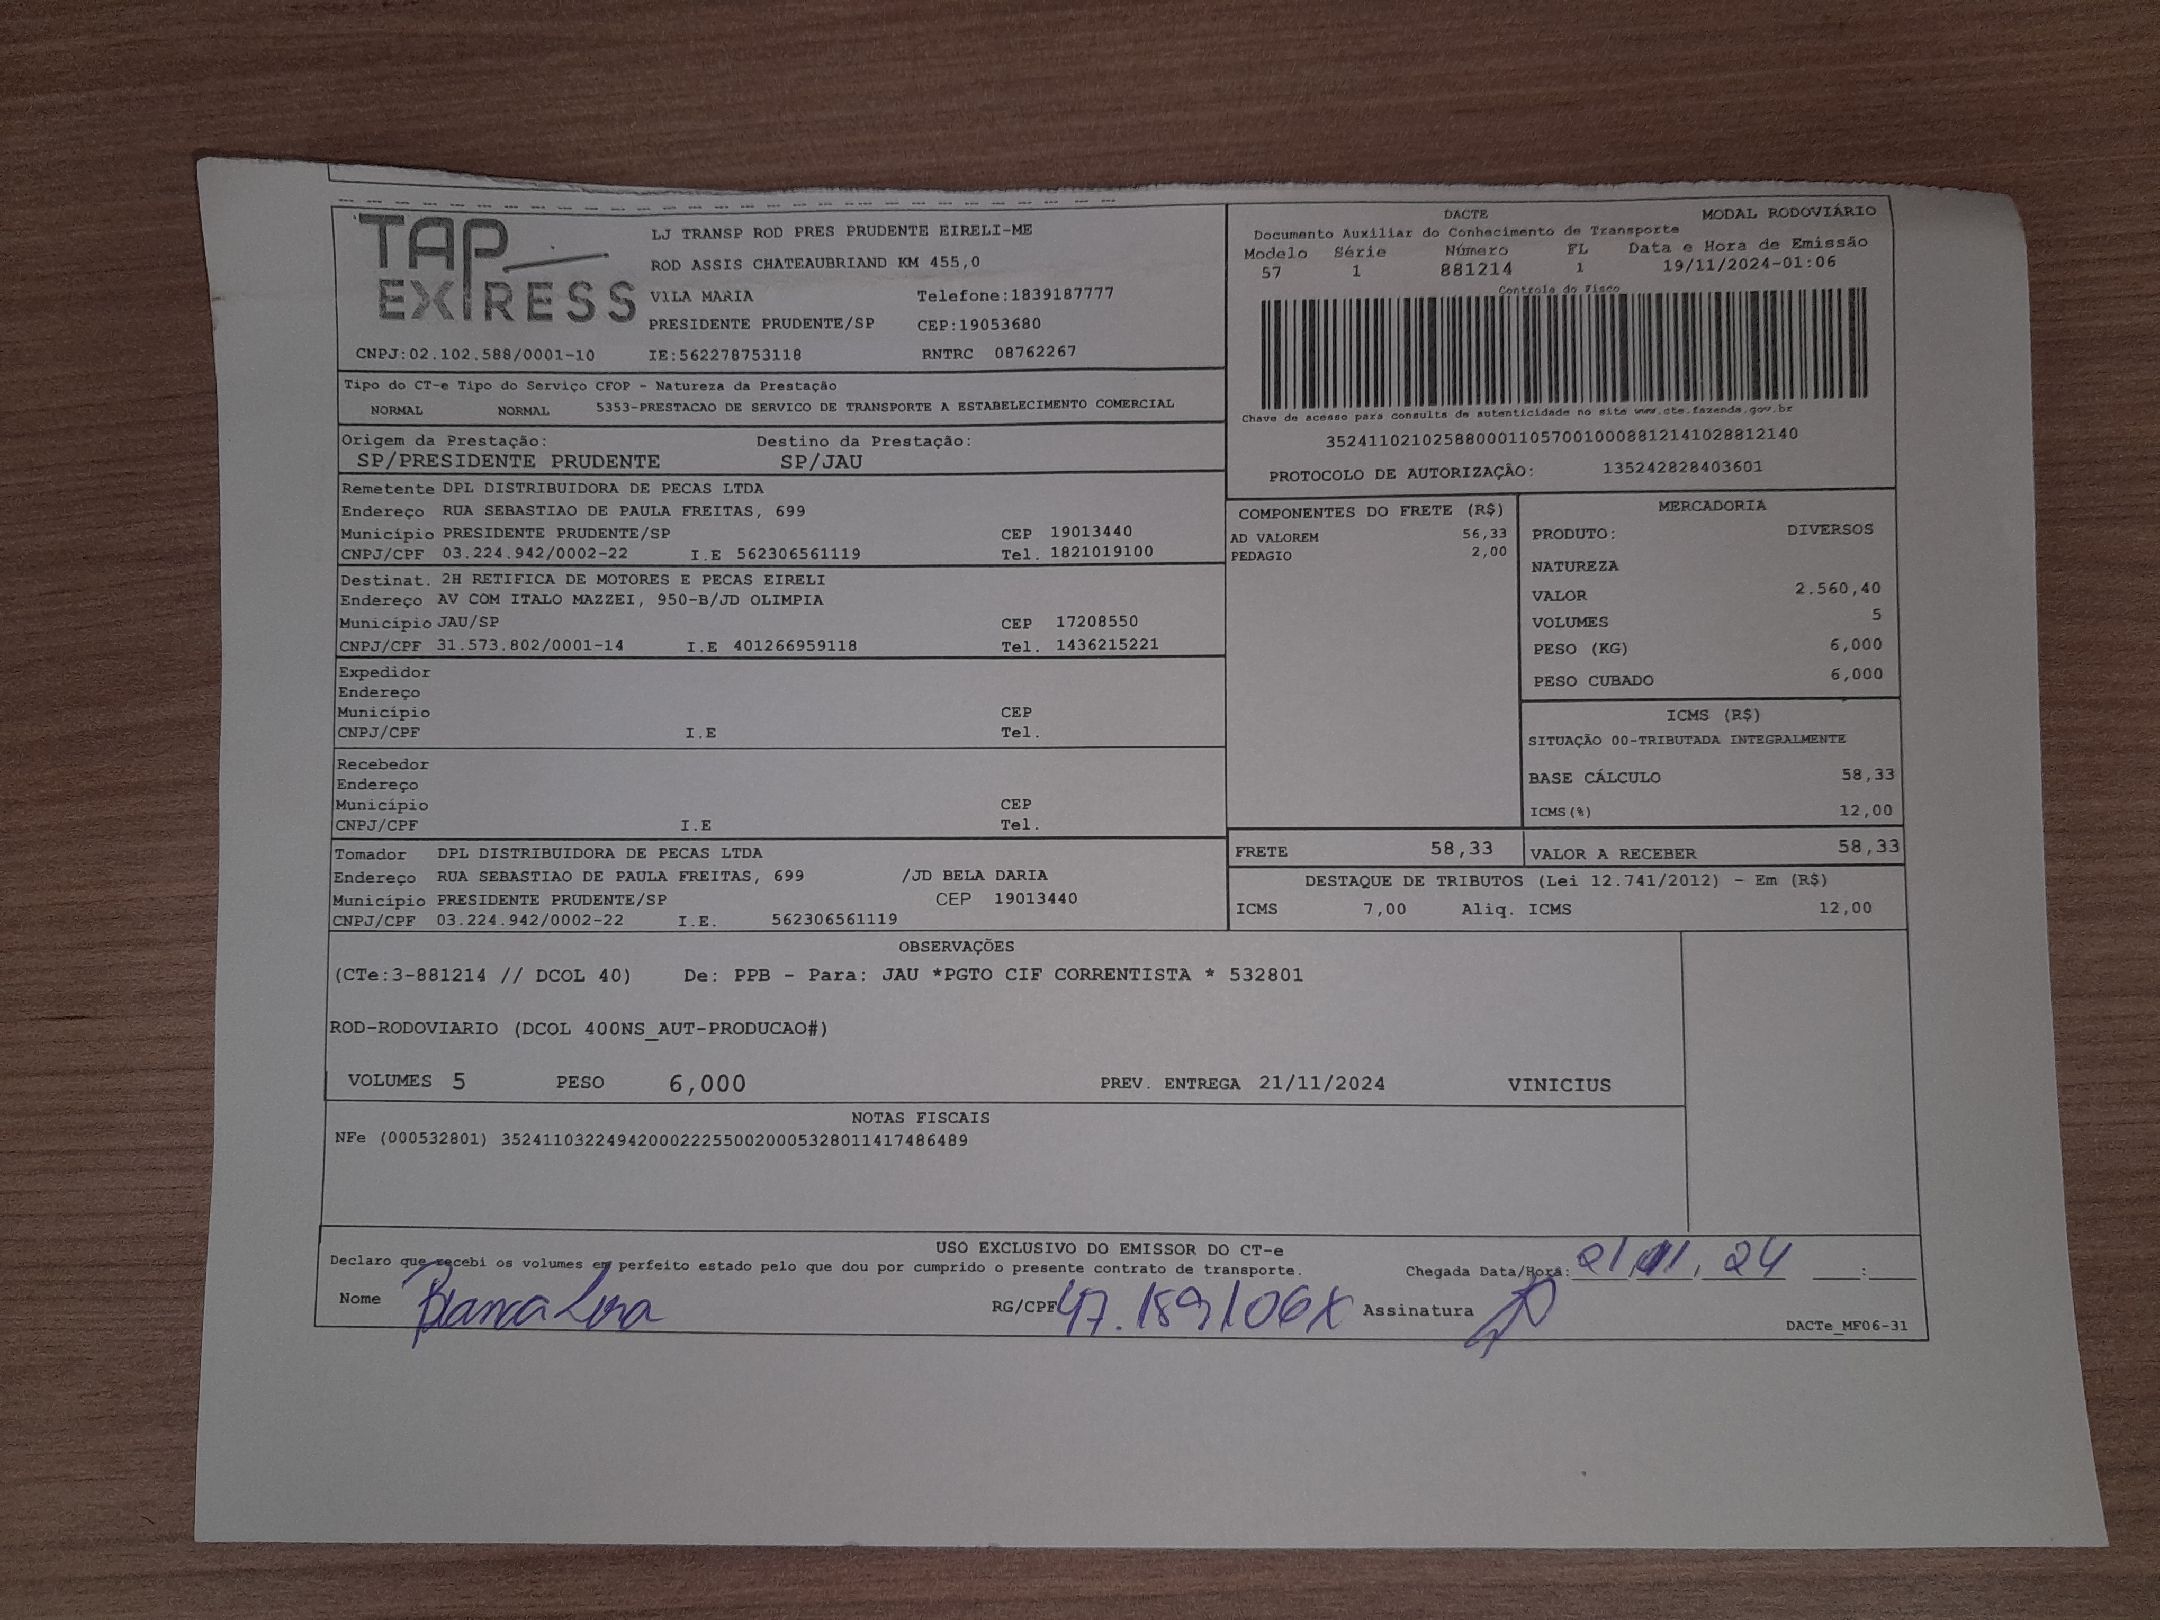 TAP EXPRESS
LJ TRANSP ROD PRES PRUDENTE EIRELI-ME
ROD ASSIS CHATEAUBRIAND KM 455,0
VILA MARIA Telefone:1839187777
PRESIDENTE PRUDENTE/SP CEP:19053680
CNPJ:02.102.588/0001-10 IE:562278753118 RNTRC 08762267
DACTE MODAL RODOVIÁRIO
Documento Auxiliar do Conhecimento de Transporte
Modelo Série Número FL Data e Hora de Emissão
57 1 881214 1 19/11/2024-01:06
Controle do Fisco
Chave de acesso para consulta de autenticidade no site www.cte.fazenda.gov.br
35241102102588000110570010008812141028812140
PROTOCOLO DE AUTORIZAÇÃO: 135242828403601
Tipo do CT-e Tipo do Serviço CFOP - Natureza da Prestação
NORMAL NORMAL 5353-PRESTACAO DE SERVICO DE TRANSPORTE A ESTABELECIMENTO COMERCIAL
Origem da Prestação: Destino da Prestação:
SP/PRESIDENTE PRUDENTE SP/JAU
Remetente DPL DISTRIBUIDORA DE PECAS LTDA
Endereço RUA SEBASTIAO DE PAULA FREITAS, 699
Município PRESIDENTE PRUDENTE/SP CEP 19013440
CNPJ/CPF 03.224.942/0002-22 I.E 562306561119 Tel. 1821019100
Destinat. 2H RETIFICA DE MOTORES E PECAS EIRELI
Endereço AV COM ITALO MAZZEI, 950-B/JD OLIMPIA
Município JAU/SP CEP 17208550
CNPJ/CPF 31.573.802/0001-14 I.E 401266959118 Tel. 1436215221
Expedidor
Endereço
Município CEP
CNPJ/CPF I.E Tel.
Recebedor
Endereço
Município CEP
CNPJ/CPF I.E Tel.
Tomador DPL DISTRIBUIDORA DE PECAS LTDA
Endereço RUA SEBASTIAO DE PAULA FREITAS, 699 /JD BELA DARIA
Município PRESIDENTE PRUDENTE/SP CEP 19013440
CNPJ/CPF 03.224.942/0002-22 I.E. 562306561119
COMPONENTES DO FRETE (R$)
AD VALOREM 56,33
PEDAGIO 2,00
MERCADORIA
PRODUTO: DIVERSOS
NATUREZA
VALOR 2.560,40
VOLUMES 5
PESO (KG) 6,000
PESO CUBADO 6,000
ICMS (R$)
SITUAÇÃO 00-TRIBUTADA INTEGRALMENTE
BASE CÁLCULO 58,33
ICMS(%) 12,00
FRETE 58,33 VALOR A RECEBER 58,33
DESTAQUE DE TRIBUTOS (Lei 12.741/2012) - Em (R$)
ICMS 7,00 Aliq. ICMS 12,00
OBSERVAÇÕES
(CTe:3-881214 // DCOL 40) De: PPB - Para: JAU *PGTO CIF CORRENTISTA * 532801
ROD-RODOVIARIO (DCOL 400NS_AUT-PRODUCAO#)
VOLUMES 5 PESO 6,000 PREV. ENTREGA 21/11/2024 VINICIUS
NOTAS FISCAIS
NFe (000532801) 35241103224942000222550020005328011417486489
USO EXCLUSIVO DO EMISSOR DO CT-e
Declaro que recebi os volumes em perfeito estado pelo que dou por cumprido o presente contrato de transporte. Chegada Data/Hora: 21,11,24 :
Nome Bianca RG/CPF 47.189106X Assinatura
DACTe_MF06-31